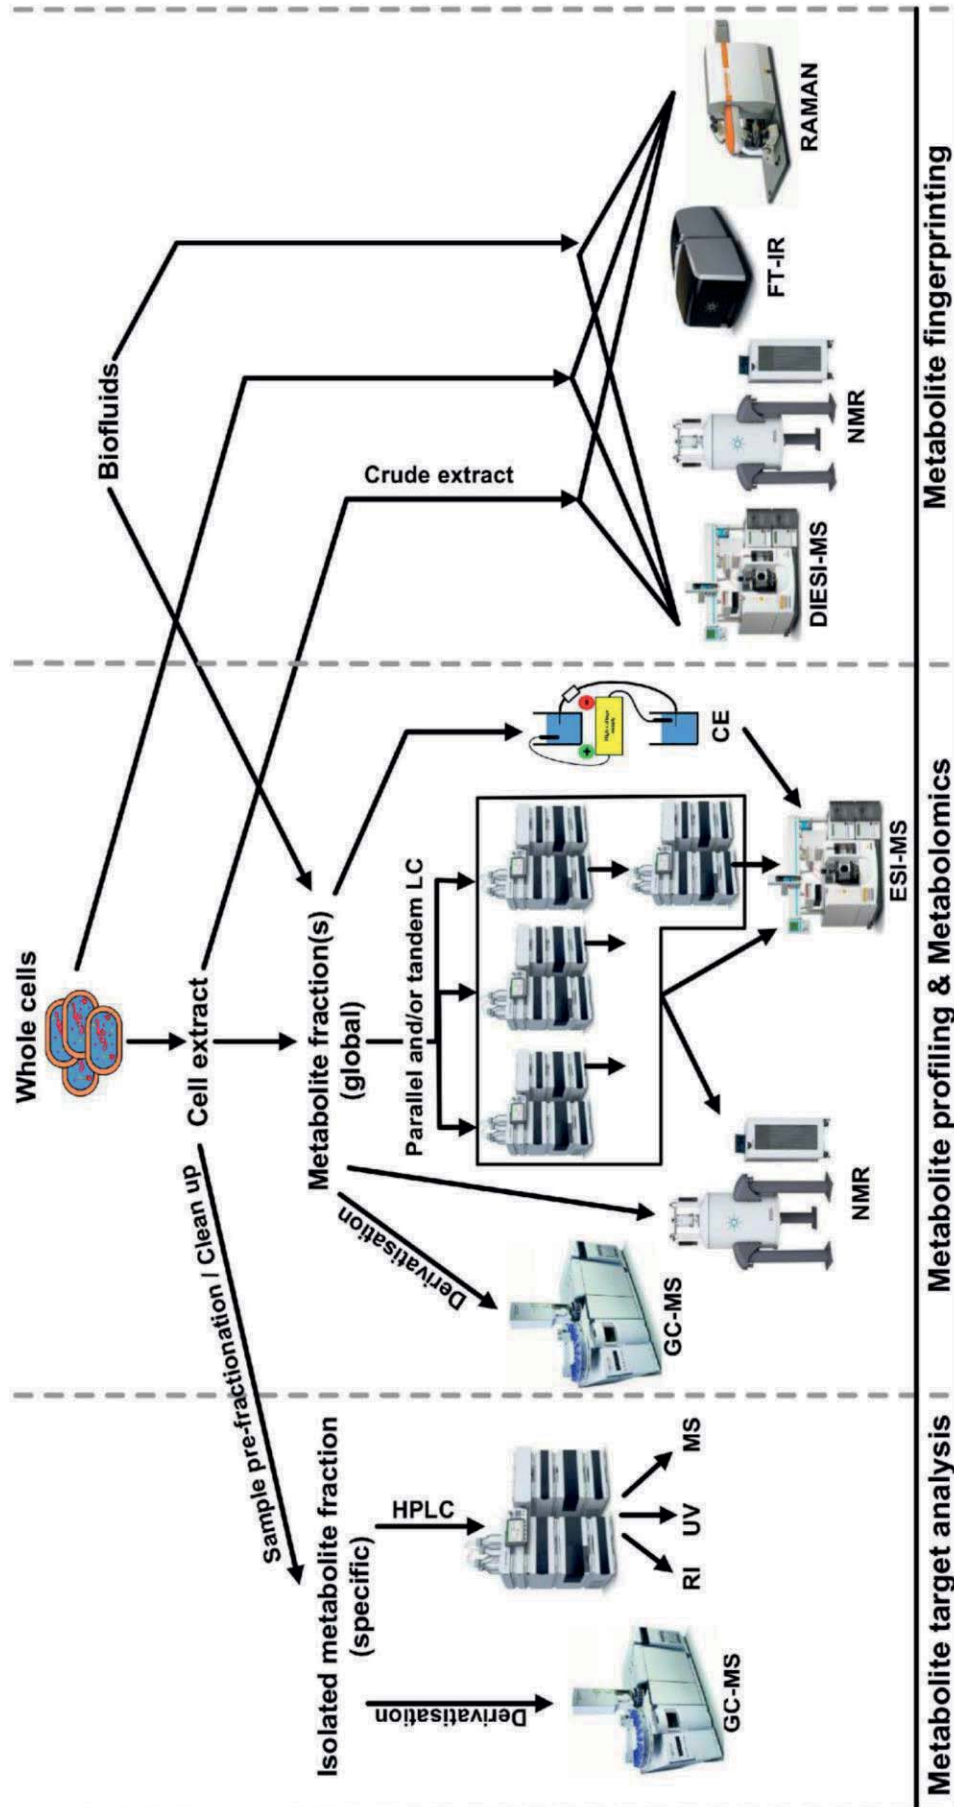 Whole cells
Biofluids
Cell extract
Sample pre-fractionation / Clean up
Crude extract
Isolated metabolite fraction
(specific)
Metabolite fraction(s)
(global)
Derivatisation
HPLC
Derivatisation
Parallel and/or tandem LC
RI
UV
MS
GC-MS
GC-MS
NMR
CE
ESI-MS
DIESI-MS
NMR
FT-IR
RAMAN
Metabolite target analysis
Metabolite profiling & Metabolomics
Metabolite fingerprinting